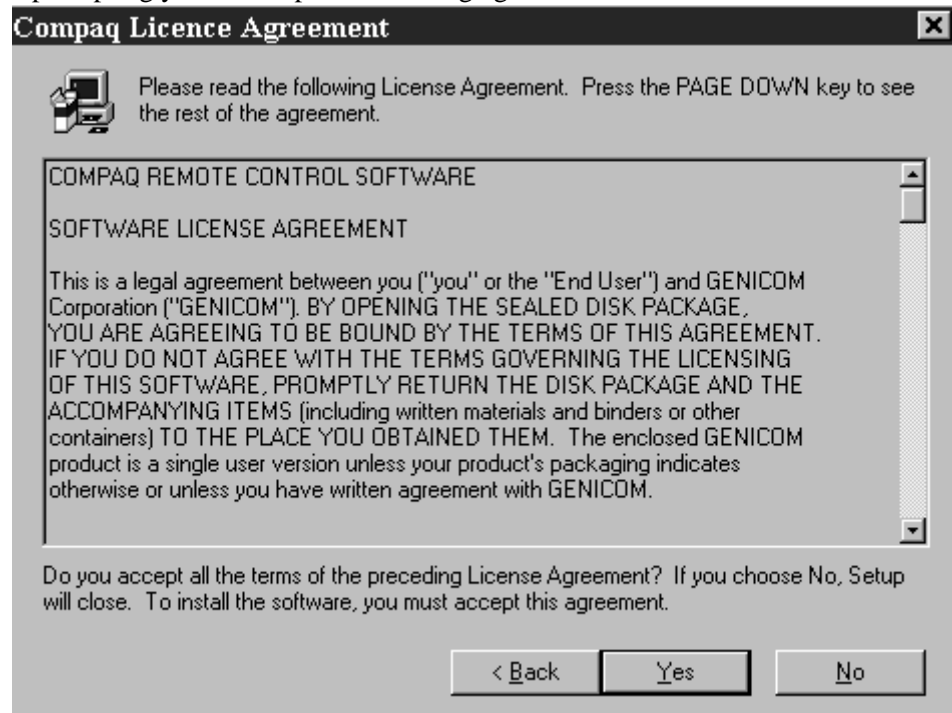 Compaq Licence Agreement
Please read the following License Agreement. Press the PAGE DOWN key to see
the rest of the agreement.
COMPAQ REMOTE CONTROL SOFTWARE
SOFTWARE LICENSE AGREEMENT
This is a legal agreement between you ("you" or the "End User") and GENICOM
Corporation ("GENICOM"). BY OPENING THE SEALED DISK PACKAGE,
YOU ARE AGREEING TO BE BOUND BY THE TERMS OF THIS AGREEMENT.
IF YOU DO NOT AGREE WITH THE TERMS GOVERNING THE LICENSING
OF THIS SOFTWARE, PROMPTLY RETURN THE DISK PACKAGE AND THE
ACCOMPANYING ITEMS (including written materials and binders or other
containers) TO THE PLACE YOU OBTAINED THEM. The enclosed GENICOM
product is a single user version unless your product's packaging indicates
otherwise or unless you have written agreement with GENICOM.
Do you accept all the terms of the preceding License Agreement? If you choose No, Setup
will close. To install the software, you must accept this agreement.
< Back Yes No